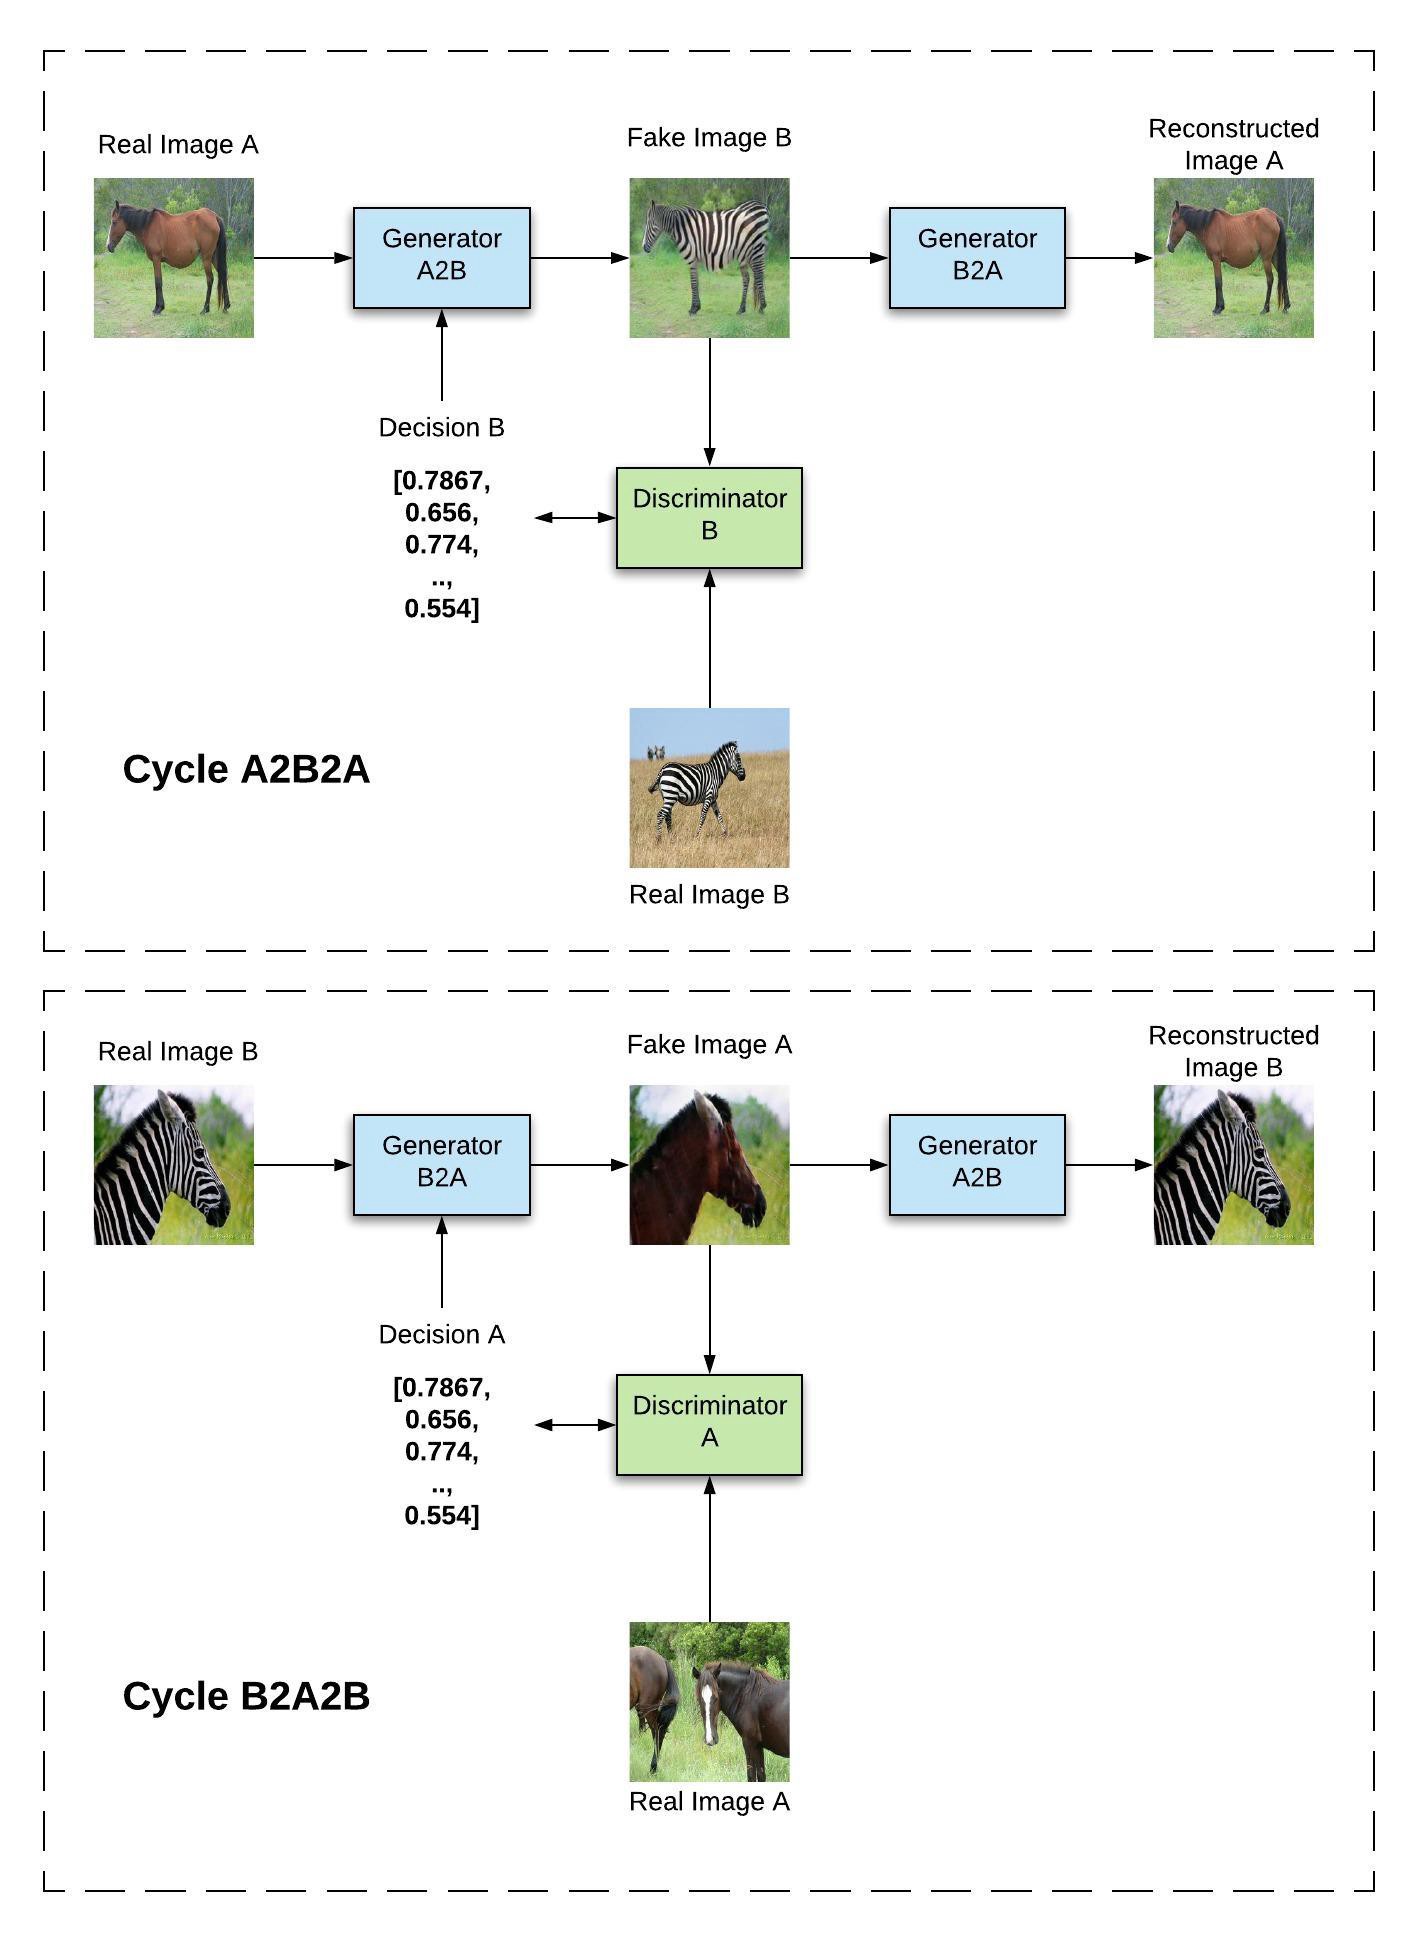 Real Image A
Fake Image B
Reconstructed
Image A
Generator
A2B
Generator
B2A
Decision B
[0.7867,
0.656,
0.774,
..,
0.554]
Discriminator
B
Cycle A2B2A
Real Image B
Real Image B
Fake Image A
Reconstructed
Image B
Generator
B2A
Generator
A2B
Decision A
[0.7867,
0.656,
0.774,
..,
0.554]
Discriminator
A
Cycle B2A2B
Real Image A